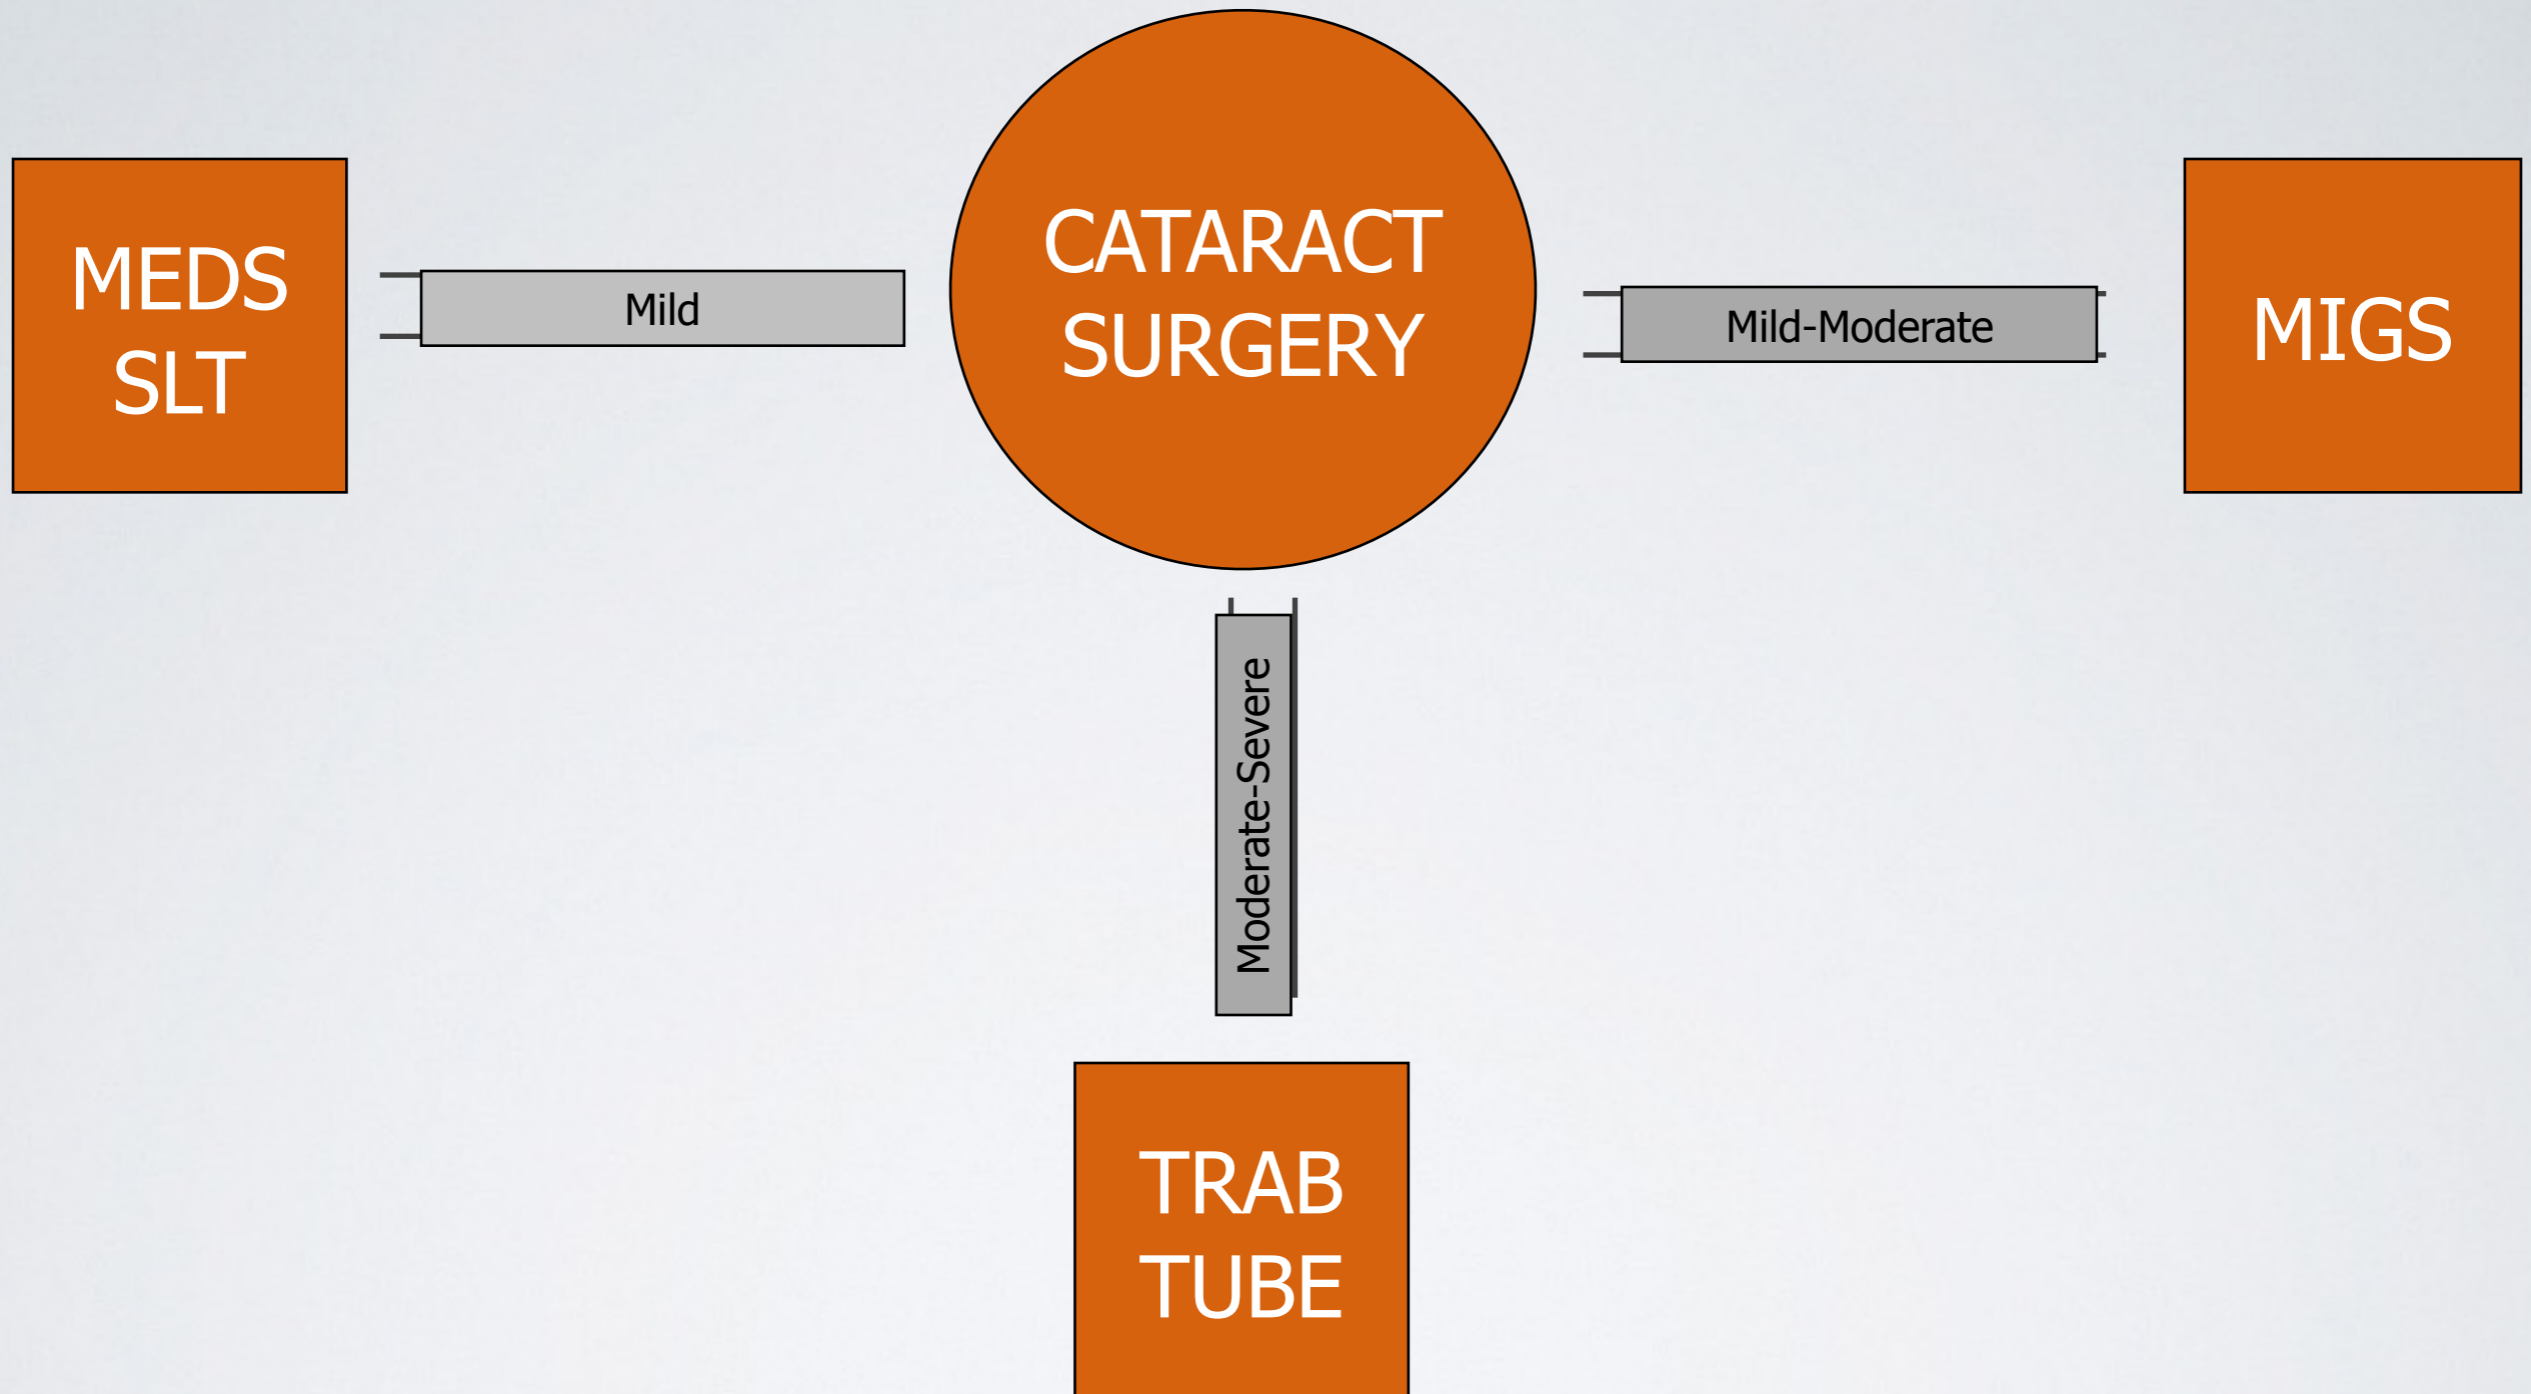 CATARACT
SURGERY
MEDS
SLT
Mild
Mild-Moderate
MIGS
Moderate-Severe
TRAB
TUBE